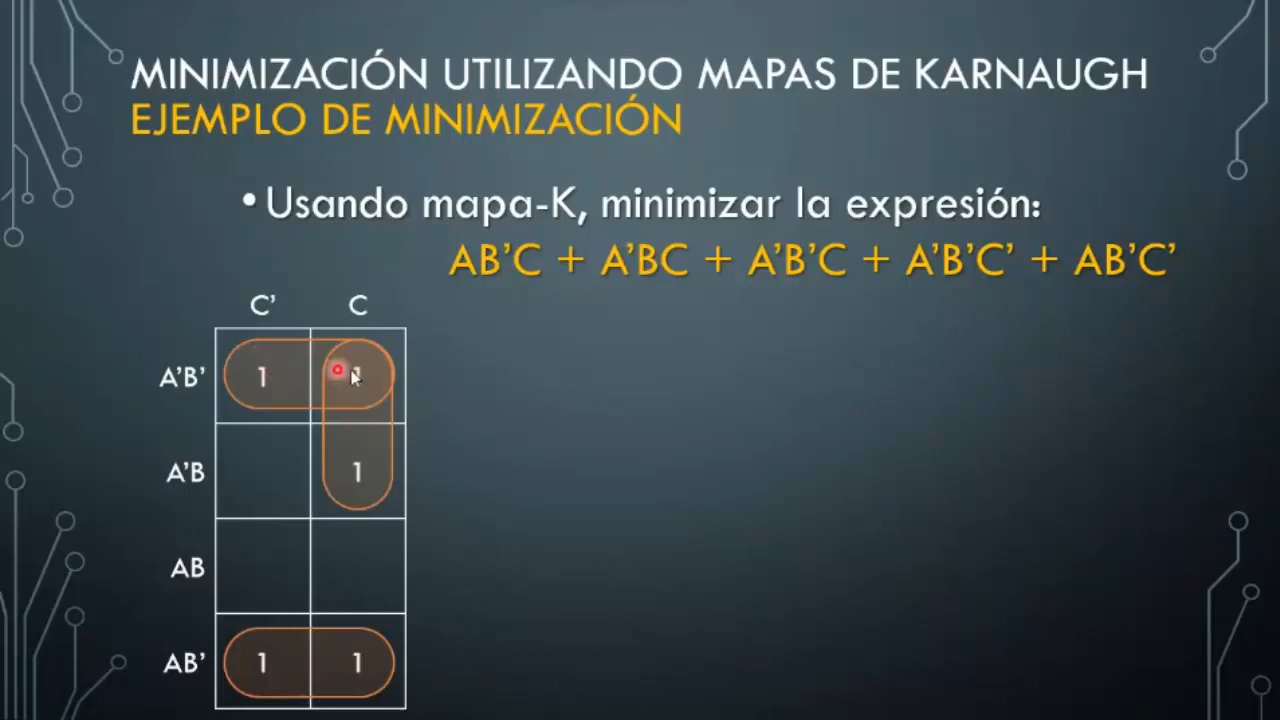 MINIMIZACIÓN UTILIZANDO MAPAS DE KARNAUGH
EJEMPLO DE MINIMIZACIÓN
• Usando mapa-K, minimizar la expresión:
AB’C + A’BC + A’B’C + A’B’C’ + AB’C’
C’ C
A’B’ 1 1
A’B 1
AB
AB’ 1 1